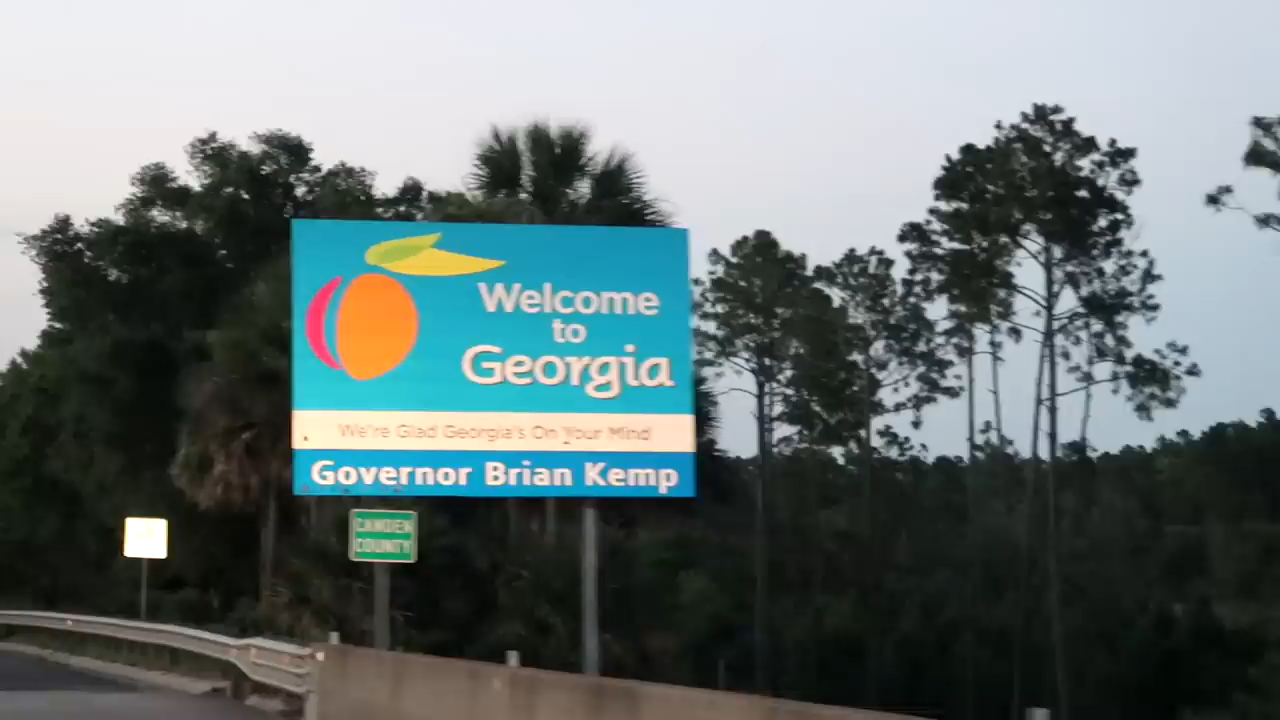 Welcome
to
Georgia
We're Glad Georgia's On Your Mind
Governor Brian Kemp
CAMDEN
COUNTY